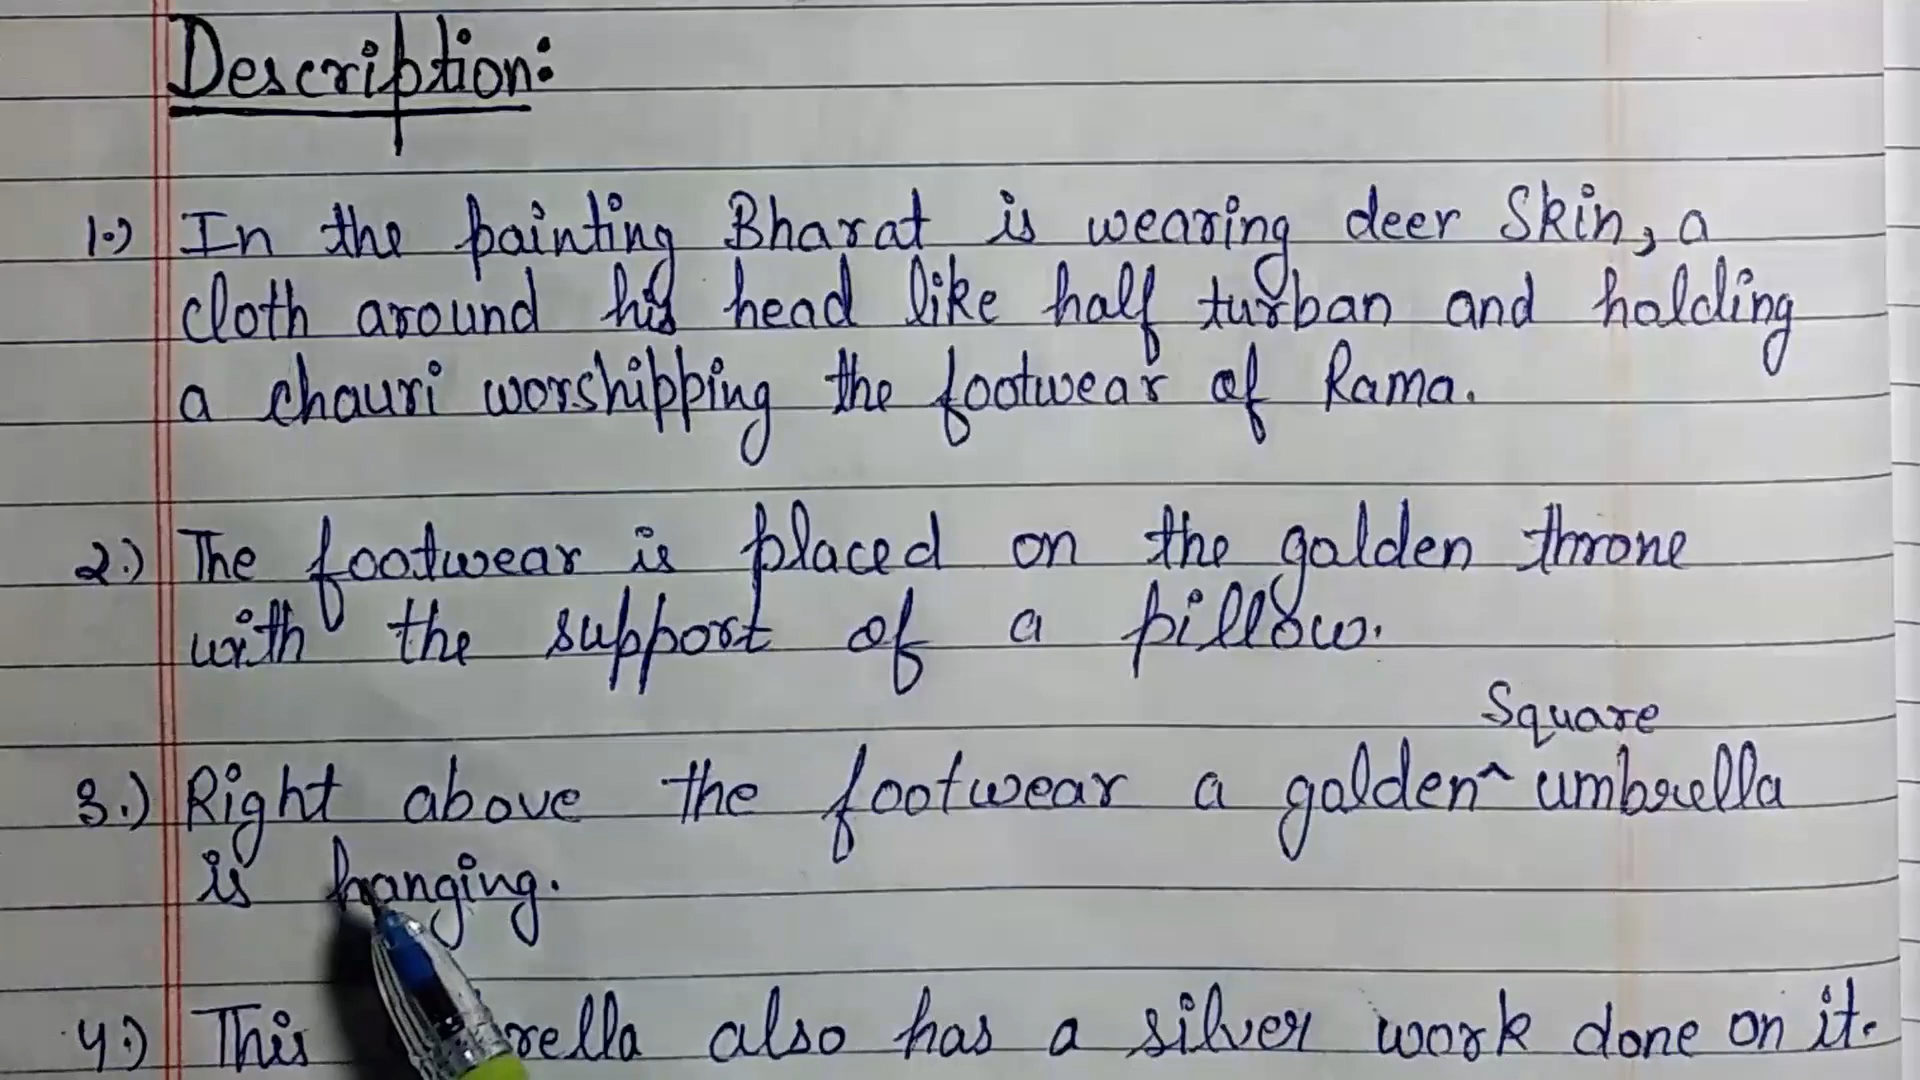 Description:
1.) In the painting Bharat is wearing deer Skin, a
cloth around his head like half turban and holding
a chauri worshipping the footwear of Rama.
2.) The footwear is placed on the golden throne
with the support of a pillow.
Square
3.) Right above the footwear a golden^ umbrella
is hanging.
4.) This rella also has a silver work done on it.